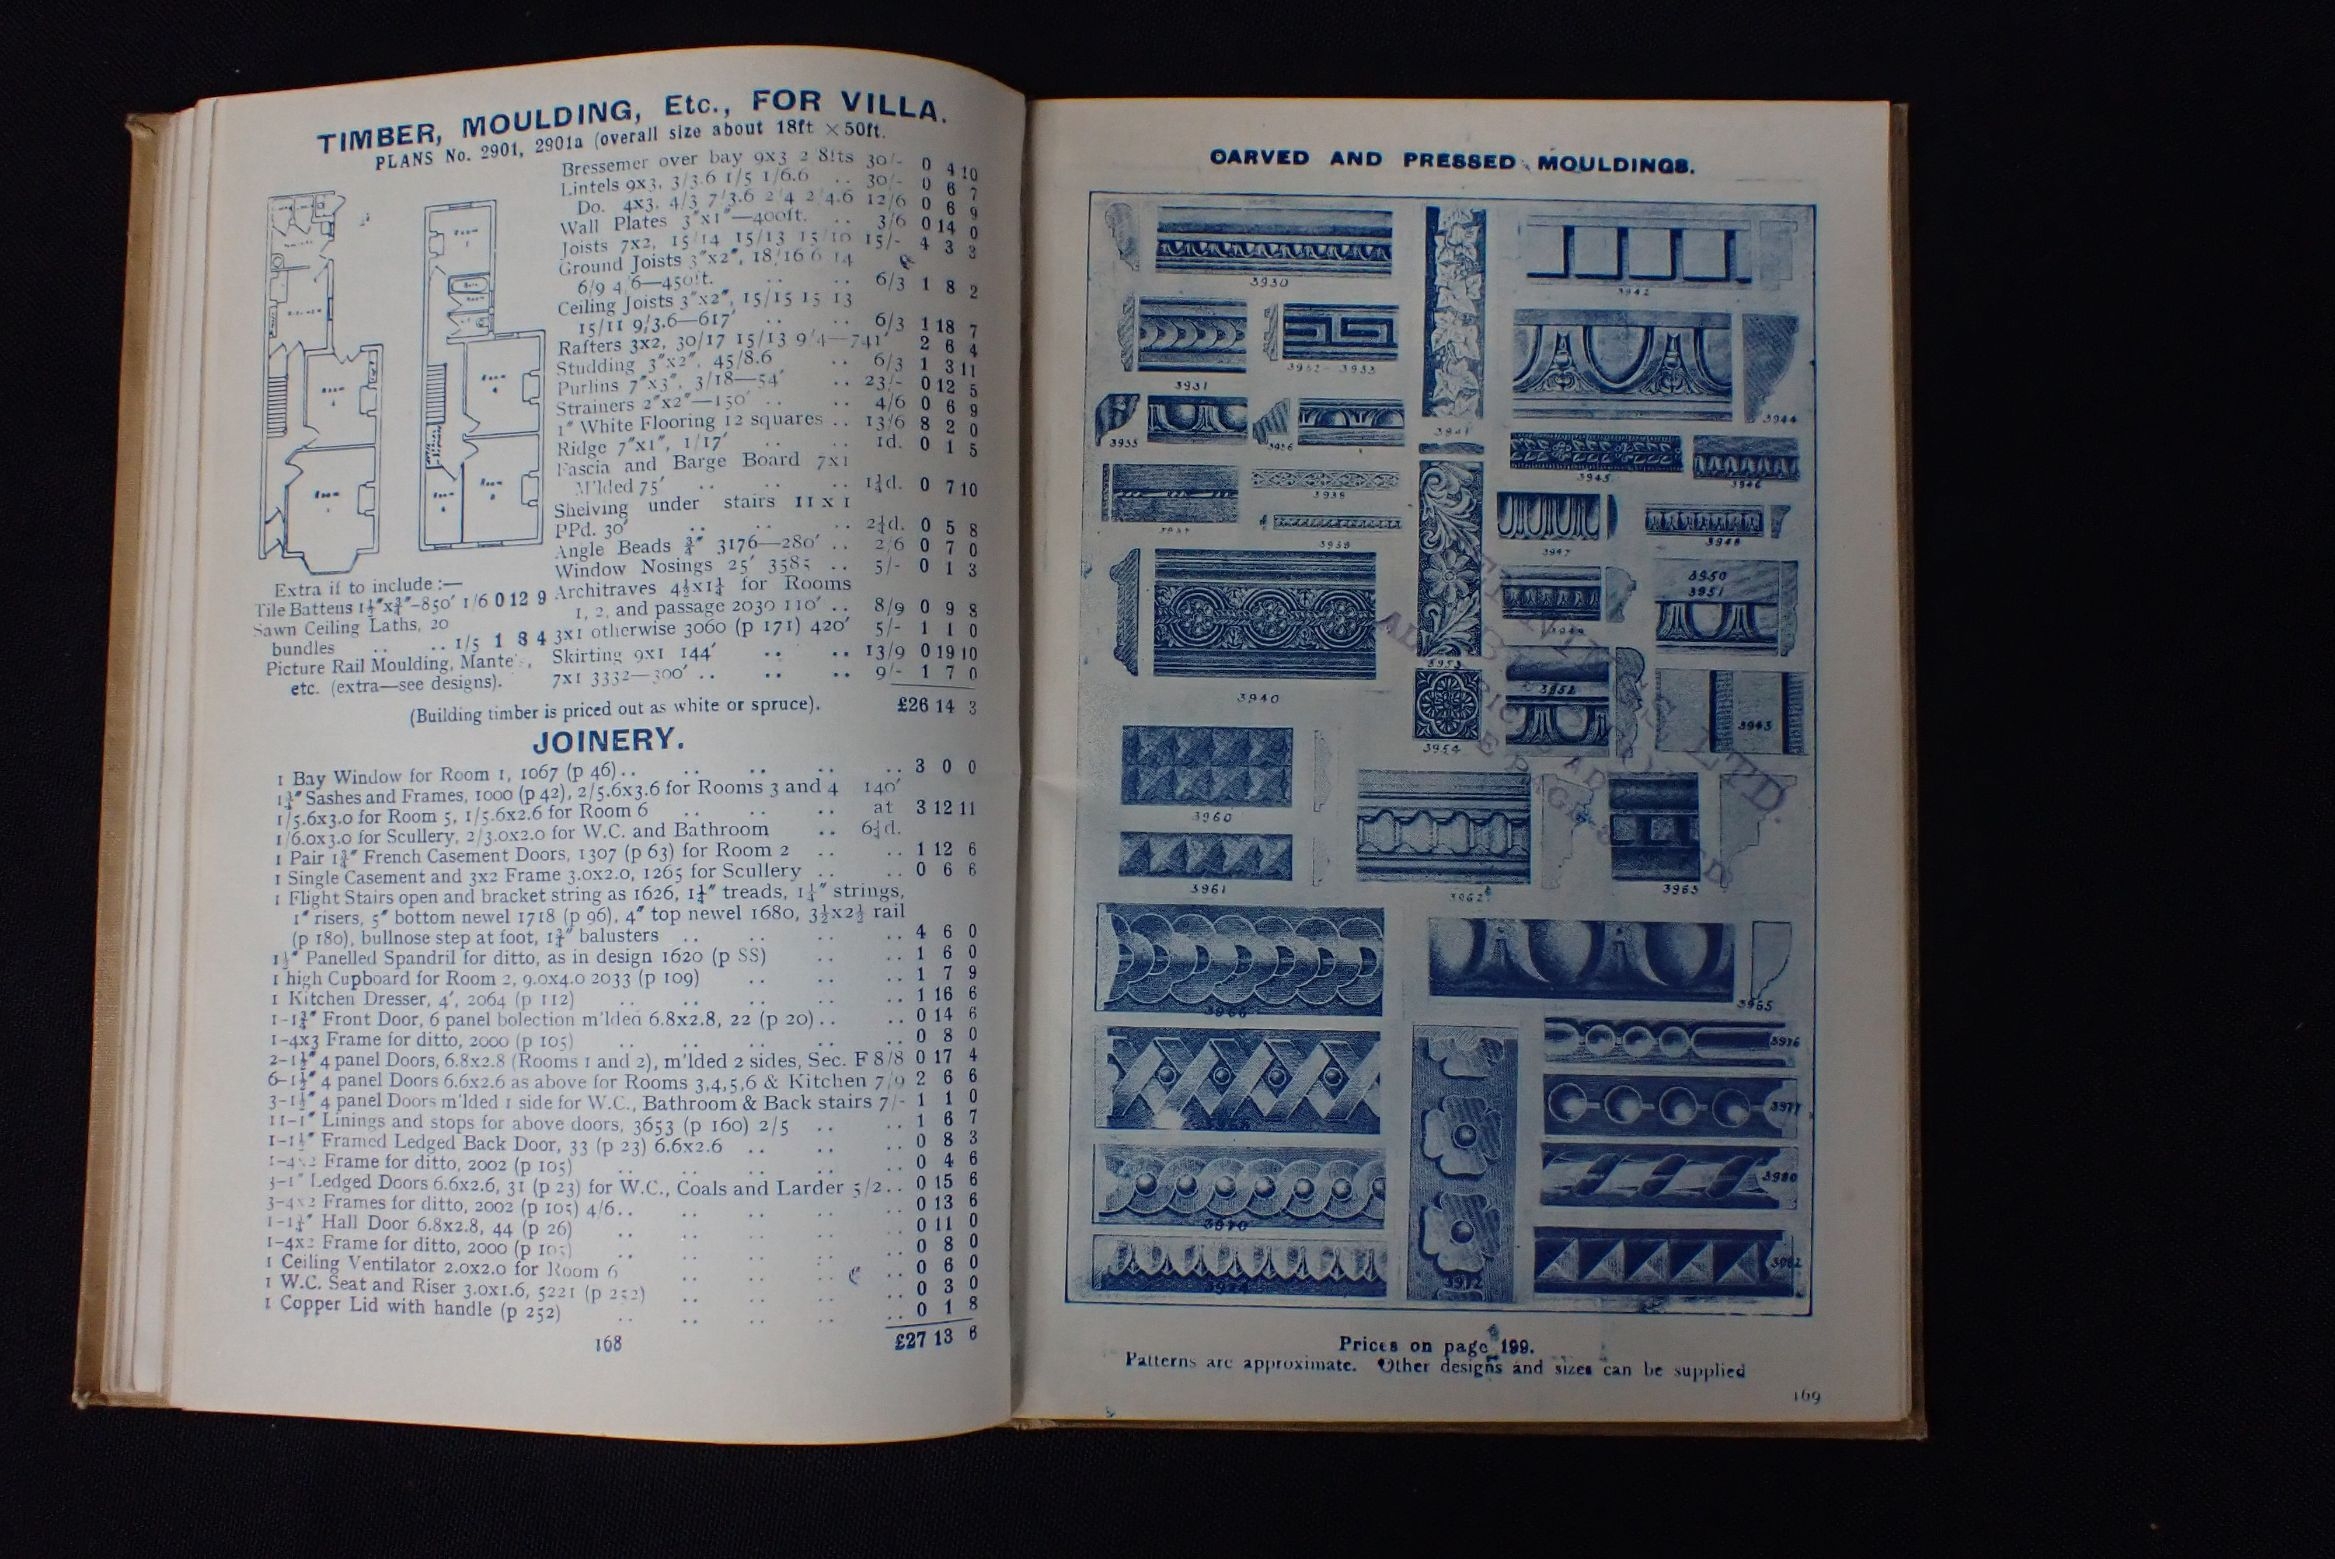 TIMBER, MOULDING, Etc., FOR VILLA.
PLANS No. 2901, 2901a (overall size about 18ft × 50ft.
Bressemer over bay 9x3 2/8!ts 30/- 0 4 10
Lintels 9x3, 3/3.6 1/5 1/6.6 .. 30/- 0 6 7
Do. 4x3, 4/3 7/3.6 2/4 2/4.6 12/6 0 6 9
Wall Plates 3"x1"—400ft. .. 3/6 0 14 0
Joists 7x2, 15/14 15/13 15/10 15/- 4 3 3
Ground Joists 3"x2", 18/16 6/14
6/9 4/6—450ft. .. .. 6/3 1 8 2
Ceiling Joists 3"x2", 15/15 15/13
15/11 9/3.6—617' .. .. 6/3 1 18 7
Rafters 3x2, 30/17 15/13 9/4—741' 2 6 4
Studding 3"x2", 45/8.6 .. 6/3 1 3 11
Purlins 7"x3", 3/18—54' .. 23/- 0 12 5
Strainers 2"x2"—150' .. .. 4/6 0 6 9
1" White Flooring 12 squares .. 13/6 8 2 0
Ridge 7"x1", 1/17' .. .. 1d. 0 1 5
Fascia and Barge Board 7x1
M'lded 75' .. .. .. 1¼d. 0 7 10
Shelving under stairs 11 x 1
PPd. 30' .. .. .. 2¼d. 0 5 8
Angle Beads ¾" 3176—280' .. 2/6 0 7 0
Window Nosings 25' 3585 .. 5/- 0 1 3
Architraves 4½x1¼ for Rooms
1, 2, and passage 2030 110' .. 8/9 0 9 8
3x1 otherwise 3060 (p 171) 420' 5/- 1 1 0
Skirting 9x1 144' .. .. 13/9 0 19 10
7x1 3332—300' .. .. .. 9/- 1 7 0
Extra if to include :—
Tile Battens 1½"x¾"-850' 1/6 0 12 9
Sawn Ceiling Laths, 20
bundles .. .. 1/5 1 8 4
Picture Rail Moulding, Mantels,
etc. (extra—see designs).
(Building timber is priced out as white or spruce). £26 14 3
JOINERY.
1 Bay Window for Room 1, 1067 (p 46).. .. .. .. .. 3 0 0
1¾" Sashes and Frames, 1000 (p 42), 2/5.6x3.6 for Rooms 3 and 4 140'
1/5.6x3.0 for Room 5, 1/5.6x2.6 for Room 6 .. .. .. at 3 12 11
1/6.0x3.0 for Scullery, 2/3.0x2.0 for W.C. and Bathroom .. 6¼d.
1 Pair 1¾" French Casement Doors, 1307 (p 63) for Room 2 .. .. 1 12 6
1 Single Casement and 3x2 Frame 3.0x2.0, 1265 for Scullery .. .. 0 6 6
1 Flight Stairs open and bracket string as 1626, 1¼" treads, 1¼" strings,
1" risers, 5" bottom newel 1718 (p 96), 4" top newel 1680, 3½x2½ rail
(p 180), bullnose step at foot, 1¾" balusters .. .. .. .. 4 6 0
1½" Panelled Spandril for ditto, as in design 1620 (p SS) .. .. 1 6 0
1 high Cupboard for Room 2, 9.0x4.0 2033 (p 109) .. .. .. 1 7 9
1 Kitchen Dresser, 4', 2064 (p 112) .. .. .. .. .. 1 16 6
1-1¾" Front Door, 6 panel bolection m'lded 6.8x2.8, 22 (p 20).. .. 0 14 6
1-4x3 Frame for ditto, 2000 (p 105) .. .. .. .. .. 0 8 0
2-1½" 4 panel Doors, 6.8x2.8 (Rooms 1 and 2), m'lded 2 sides, Sec. F 8/8 0 17 4
6-1½" 4 panel Doors 6.6x2.6 as above for Rooms 3,4,5,6 & Kitchen 7/9 2 6 6
3-1½" 4 panel Doors m'lded 1 side for W.C., Bathroom & Back stairs 7/- 1 1 0
11-1" Linings and stops for above doors, 3653 (p 160) 2/5 .. .. 1 6 7
1-1½" Framed Ledged Back Door, 33 (p 23) 6.6x2.6 .. .. .. 0 8 3
1-4x2 Frame for ditto, 2002 (p 105) .. .. .. .. .. 0 4 6
3-1" Ledged Doors 6.6x2.6, 31 (p 23) for W.C., Coals and Larder 5/2.. 0 15 6
3-4x2 Frames for ditto, 2002 (p 105) 4/6.. .. .. .. .. 0 13 6
1-1¼" Hall Door 6.8x2.8, 44 (p 26) .. .. .. .. .. 0 11 0
1-4x2 Frame for ditto, 2000 (p 105) .. .. .. .. .. 0 8 0
1 Ceiling Ventilator 2.0x2.0 for Room 6 .. .. .. .. 0 6 0
1 W.C. Seat and Riser 3.0x1.6, 5221 (p 252) .. .. .. .. 0 3 0
1 Copper Lid with handle (p 252) .. .. .. .. .. 0 1 8
168 £27 13 6
CARVED AND PRESSED MOULDINGS.
3930
3942
3931
3932-3933
3941
3944
3935
3936
3945
3946
3937
3938
3939
3947
3948
3949
3950
3951
3940
3953
3952
3943
3954
3960
3962
3963
3961
3966
3965
3976
3977
3970
3980
3972
3974
3982
LTD.
Prices on page 199.
Patterns are approximate. Other designs and sizes can be supplied
169